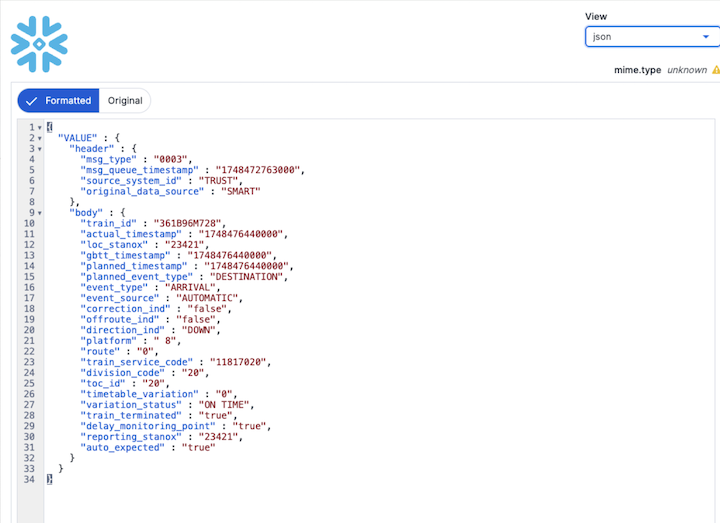 View
json
mime.type unknown
Formatted Original
1 {
2 "VALUE" : {
3 "header" : {
4 "msg_type" : "0003",
5 "msg_queue_timestamp" : "1748472763000",
6 "source_system_id" : "TRUST",
7 "original_data_source" : "SMART"
8 },
9 "body" : {
10 "train_id" : "361B96M728",
11 "actual_timestamp" : "1748476440000",
12 "loc_stanox" : "23421",
13 "gbtt_timestamp" : "1748476440000",
14 "planned_timestamp" : "1748476440000",
15 "planned_event_type" : "DESTINATION",
16 "event_type" : "ARRIVAL",
17 "event_source" : "AUTOMATIC",
18 "correction_ind" : "false",
19 "offroute_ind" : "false",
20 "direction_ind" : "DOWN",
21 "platform" : " 8",
22 "route" : "0",
23 "train_service_code" : "11817020",
24 "division_code" : "20",
25 "toc_id" : "20",
26 "timetable_variation" : "0",
27 "variation_status" : "ON TIME",
28 "train_terminated" : "true",
29 "delay_monitoring_point" : "true",
30 "reporting_stanox" : "23421",
31 "auto_expected" : "true"
32 }
33 }
34 }